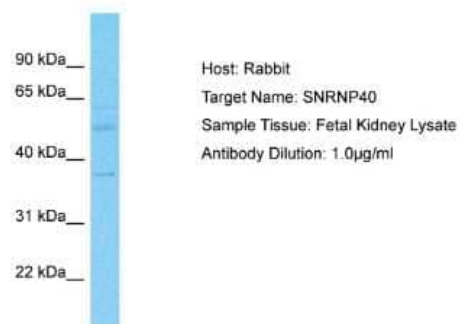 90 kDa
65 kDa
40 kDa
31 kDa
22 kDa
Host: Rabbit
Target Name: SNRNP40
Sample Tissue: Fetal Kidney Lysate
Antibody Dilution: 1.0µg/ml